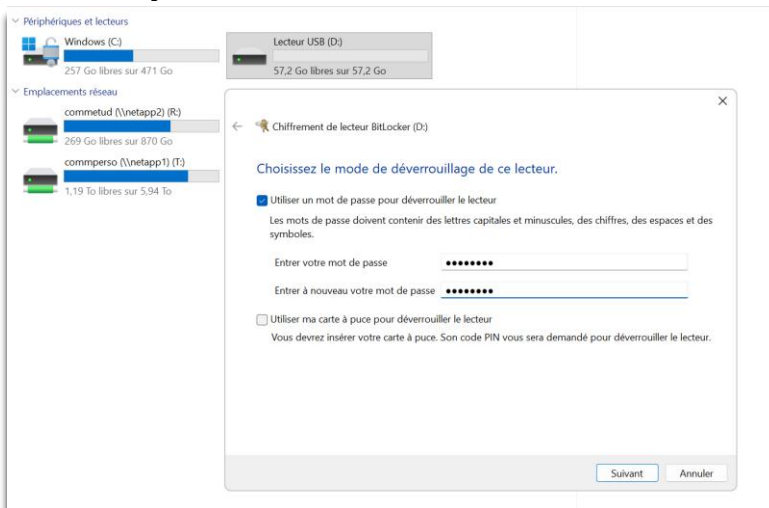 Périphériques et lecteurs
Windows (C:)
257 Go libres sur 471 Go
Lecteur USB (D:)
57,2 Go libres sur 57,2 Go
Emplacements réseau
commetud (\\netapp2) (R:)
269 Go libres sur 870 Go
commperso (\\netapp1) (T:)
1,19 To libres sur 5,94 To
Chiffrement de lecteur BitLocker (D:)
Choisissez le mode de déverrouillage de ce lecteur.
Utiliser un mot de passe pour déverrouiller le lecteur
Les mots de passe doivent contenir des lettres capitales et minuscules, des chiffres, des espaces et des
symboles.
Entrer votre mot de passe
Entrer à nouveau votre mot de passe
Utiliser ma carte à puce pour déverrouiller le lecteur
Vous devrez insérer votre carte à puce. Son code PIN vous sera demandé pour déverrouiller le lecteur.
Suivant
Annuler